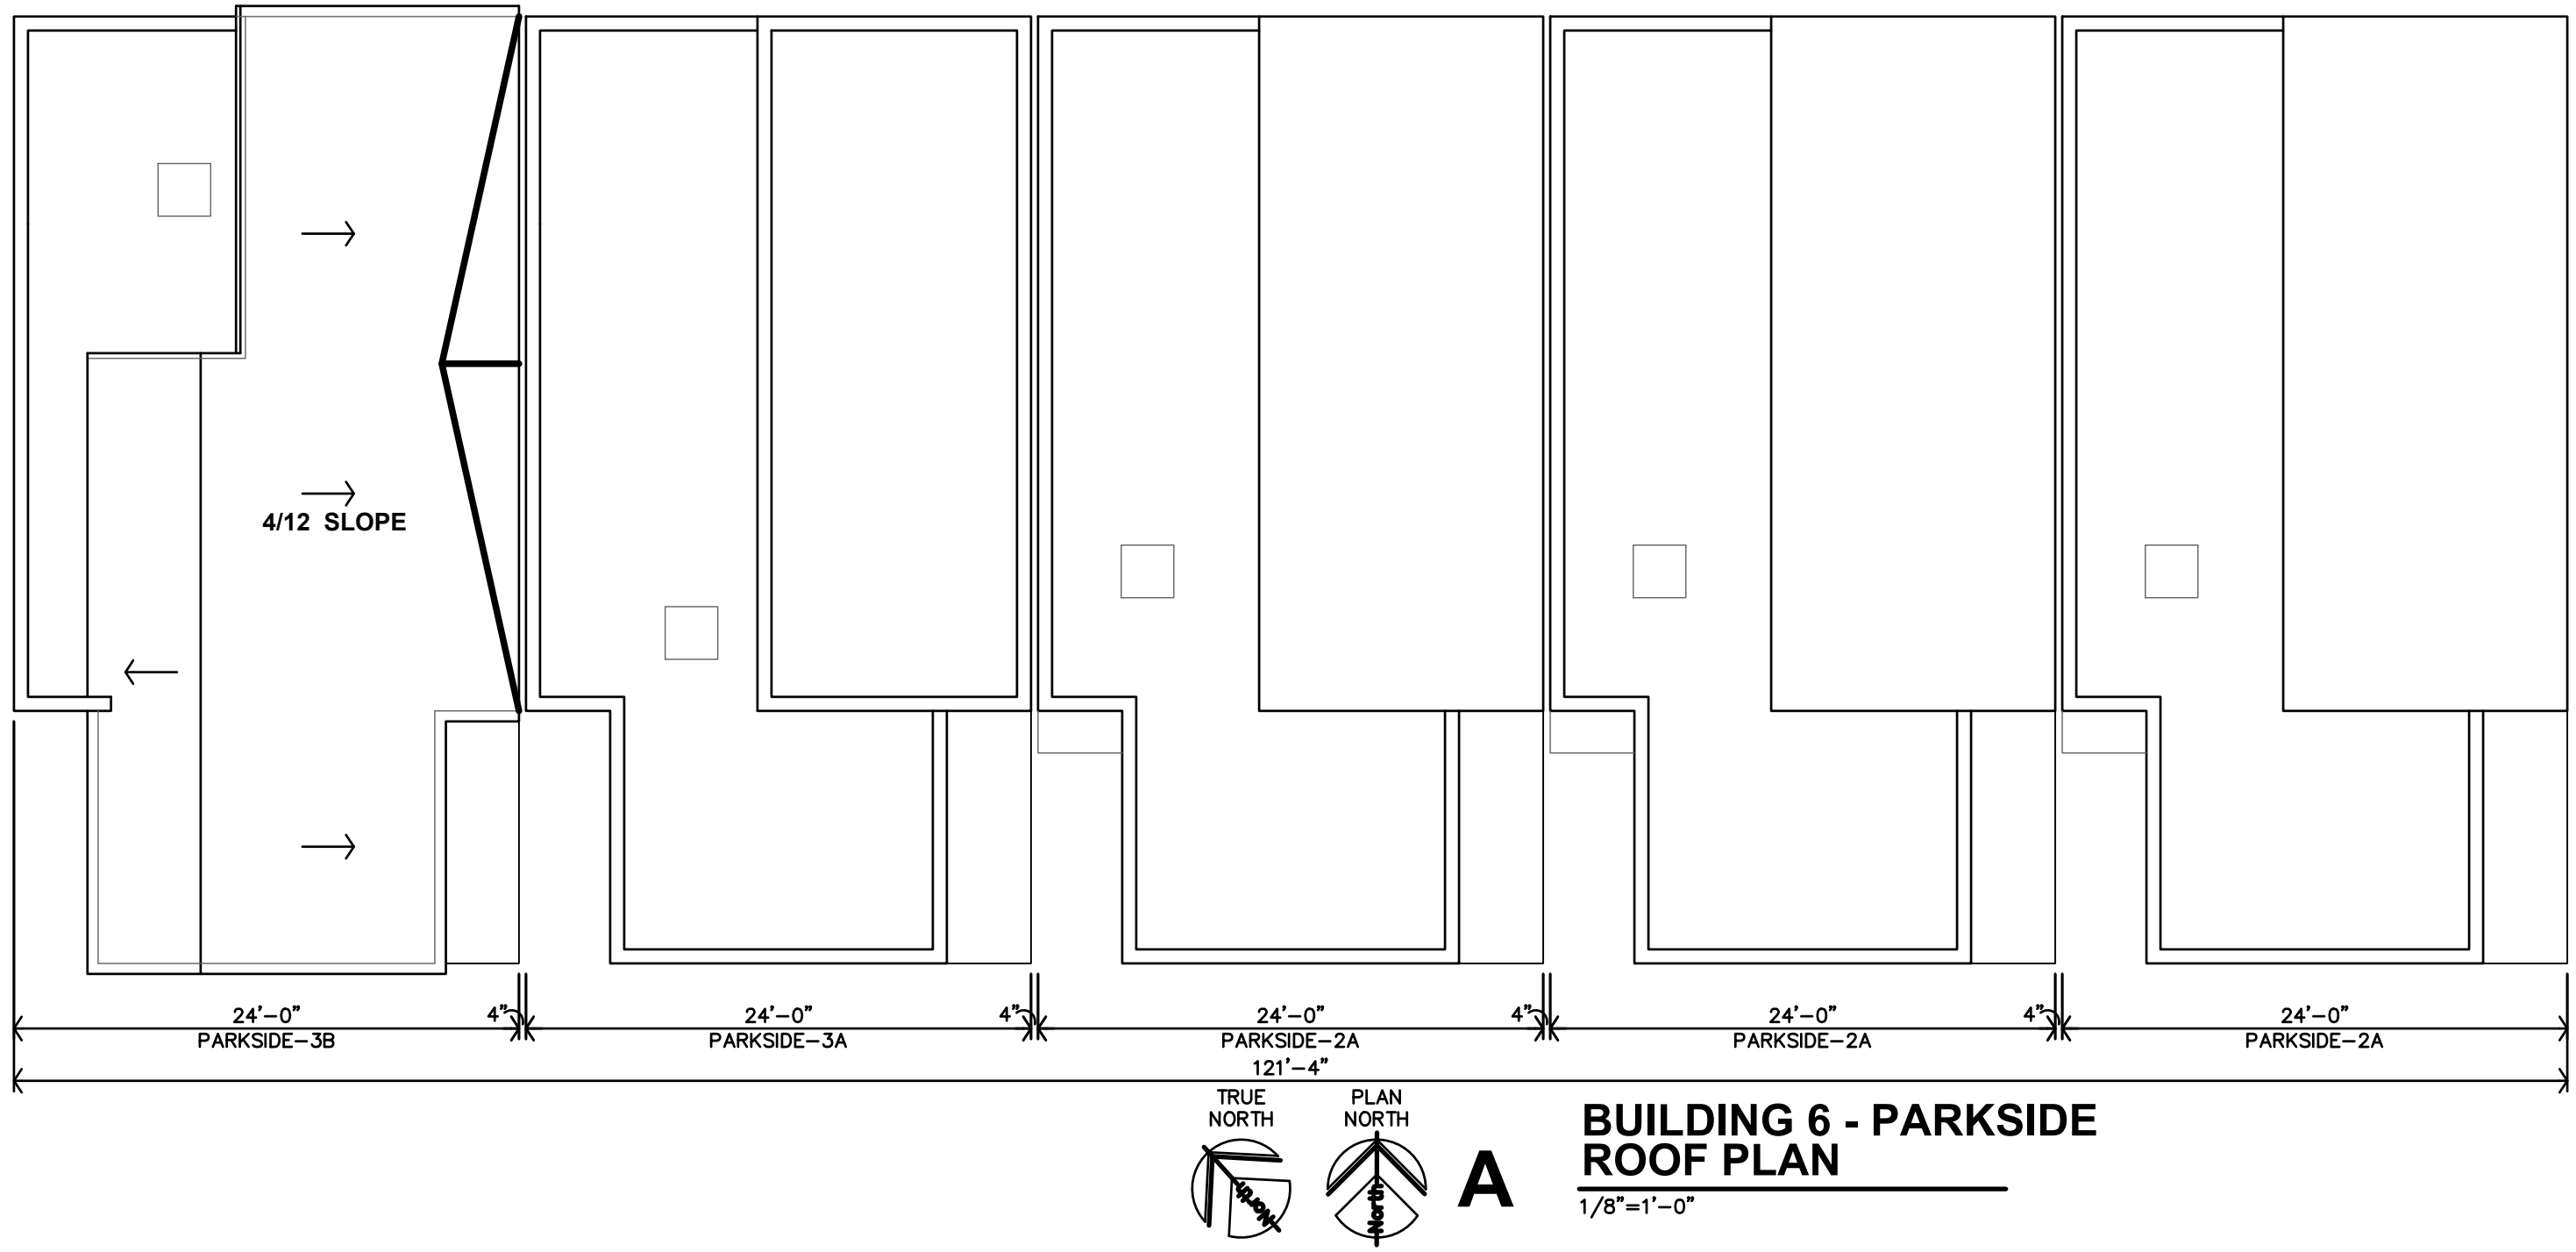 4/12 SLOPE
24'-0" 4" 24'-0" 4" 24'-0" 4" 24'-0" 4" 24'-0"
PARKSIDE-3B PARKSIDE-3A PARKSIDE-2A PARKSIDE-2A PARKSIDE-2A
121'-4"
TRUE
NORTH
North
PLAN
NORTH
North
A
BUILDING 6 - PARKSIDE
ROOF PLAN
1/8"=1'-0"